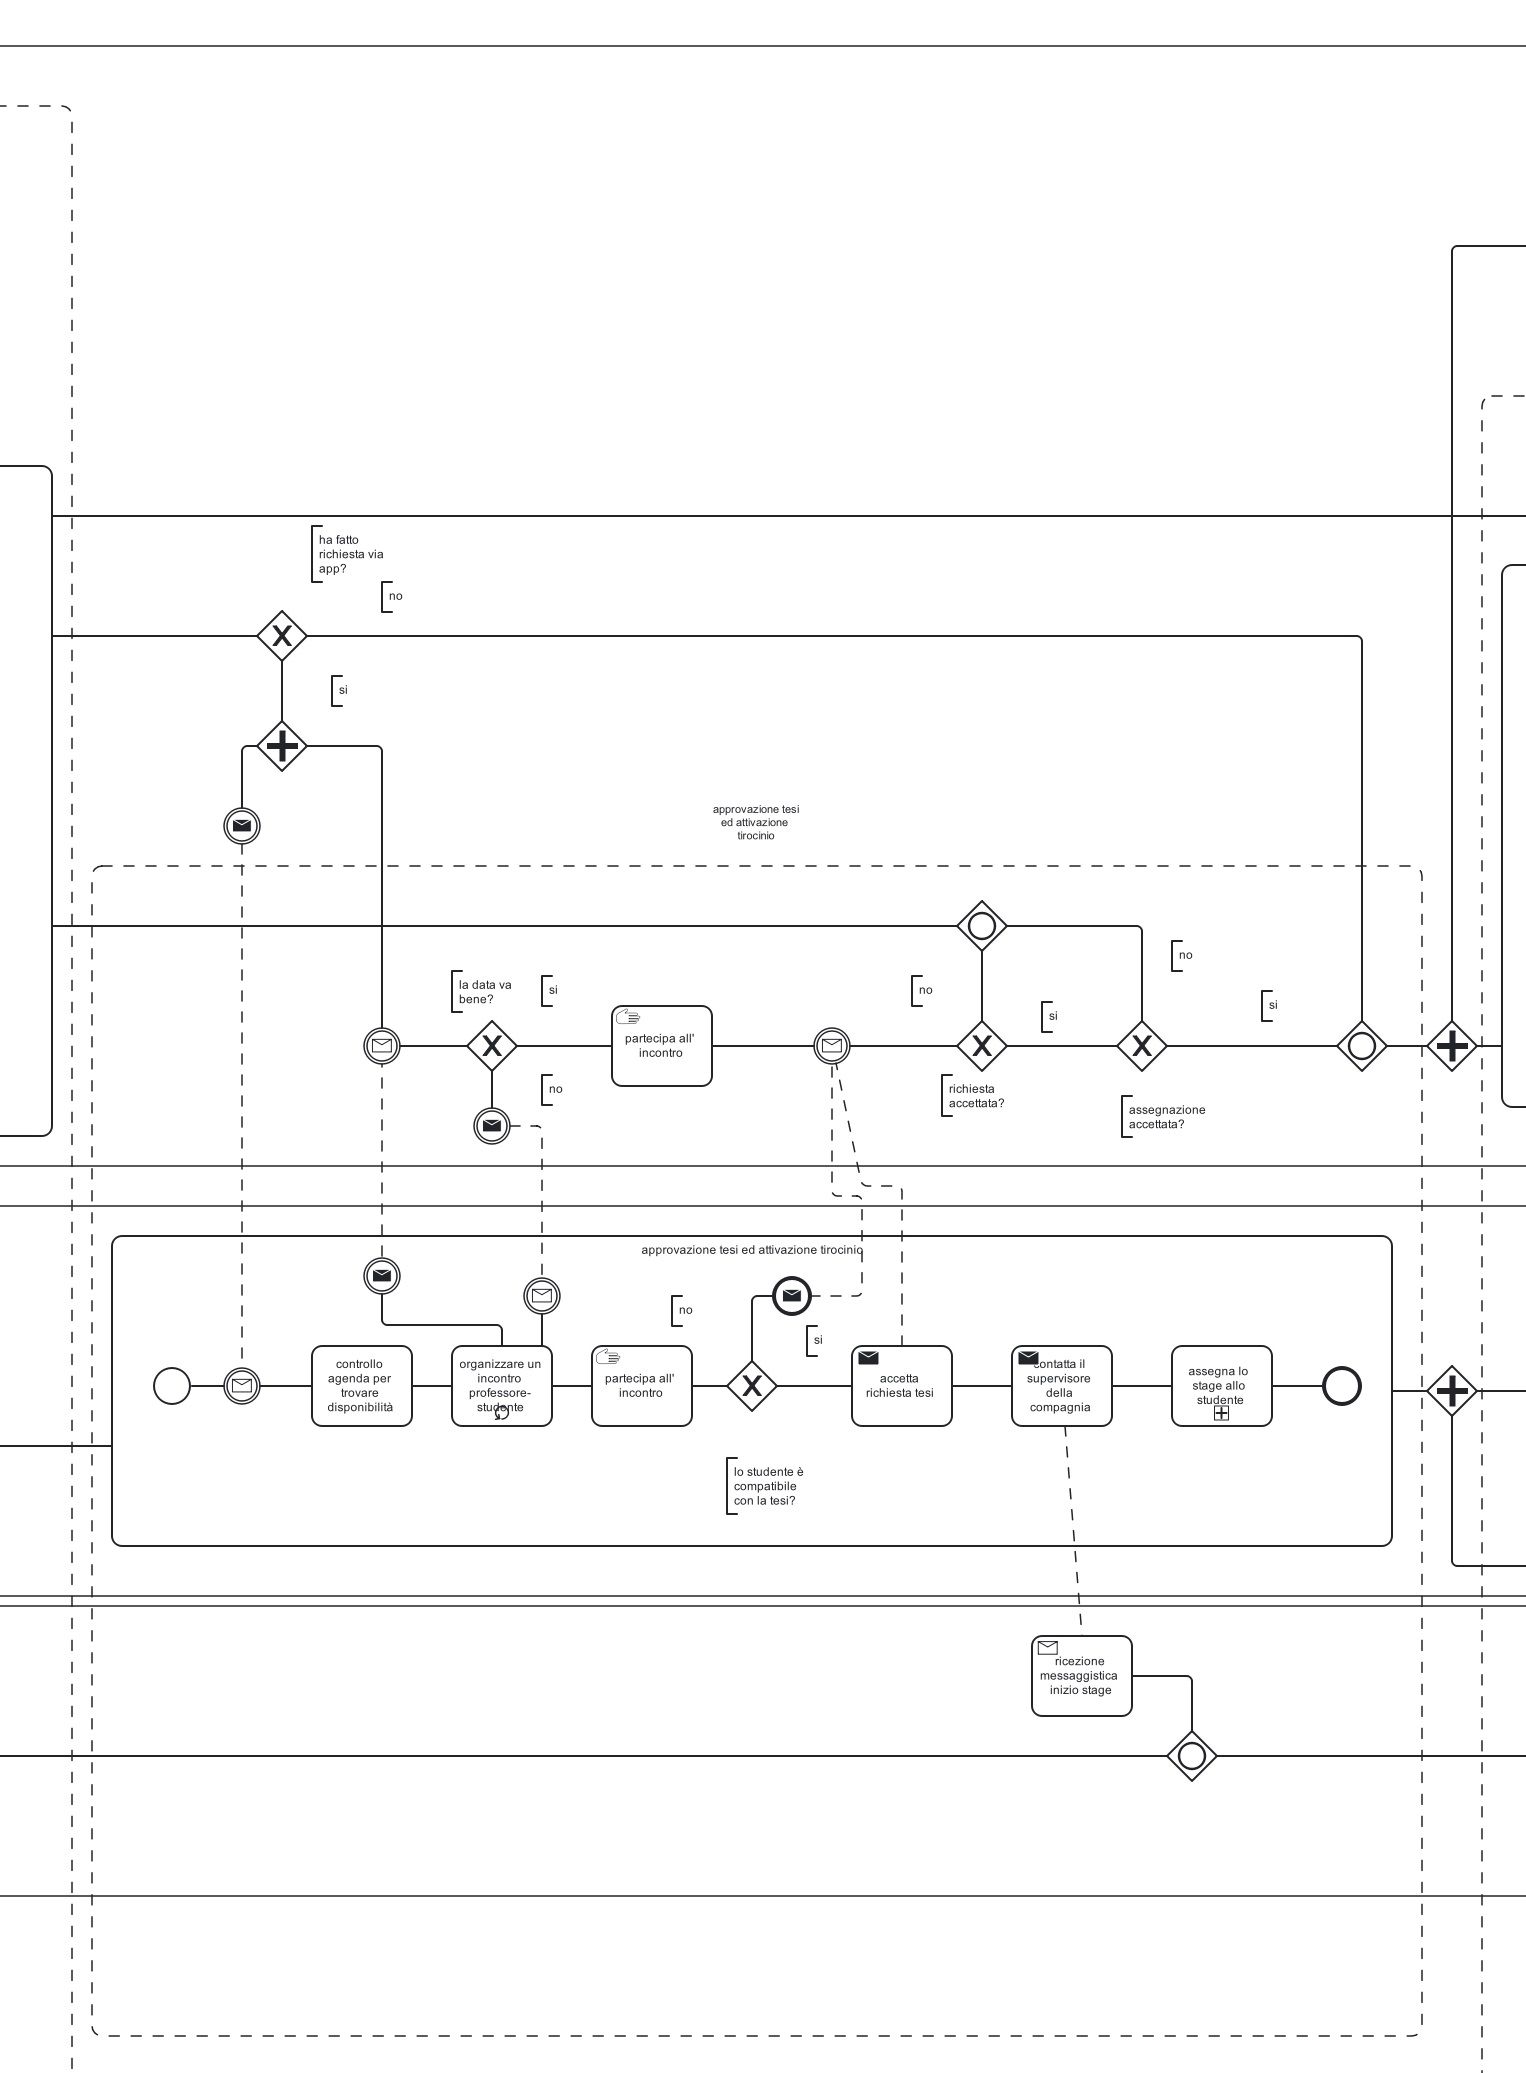 ha fatto
richiesta via
app?
no
si
approvazione tesi
ed attivazione
tirocinio
la data va
bene?
si
no
partecipa all'
incontro
no
richiesta
accettata?
si
no
assegnazione
accettata?
si
approvazione tesi ed attivazione tirocinio
controllo
agenda per
trovare
disponibilità
organizzare un
incontro
professore-
studente
partecipa all'
incontro
no
si
lo studente è
compatibile
con la tesi?
accetta
richiesta tesi
contatta il
supervisore
della
compagnia
assegna lo
stage allo
studente
ricezione
messaggistica
inizio stage